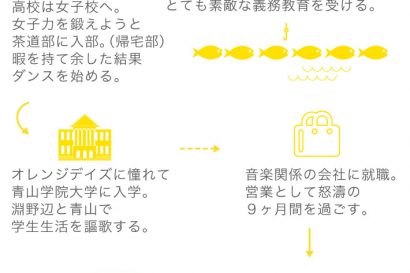 高校は女子校へ。
女子力を鍛えようと
茶道部に入部。（帰宅部）
暇を持て余した結果
ダンスを始める。
とても素敵な義務教育を受ける。
オレンジデイズに憧れて
青山学院大学に入学。
淵野辺と青山で
学生生活を謳歌する。
音楽関係の会社に就職。
営業として怒濤の
９ヶ月間を過ごす。